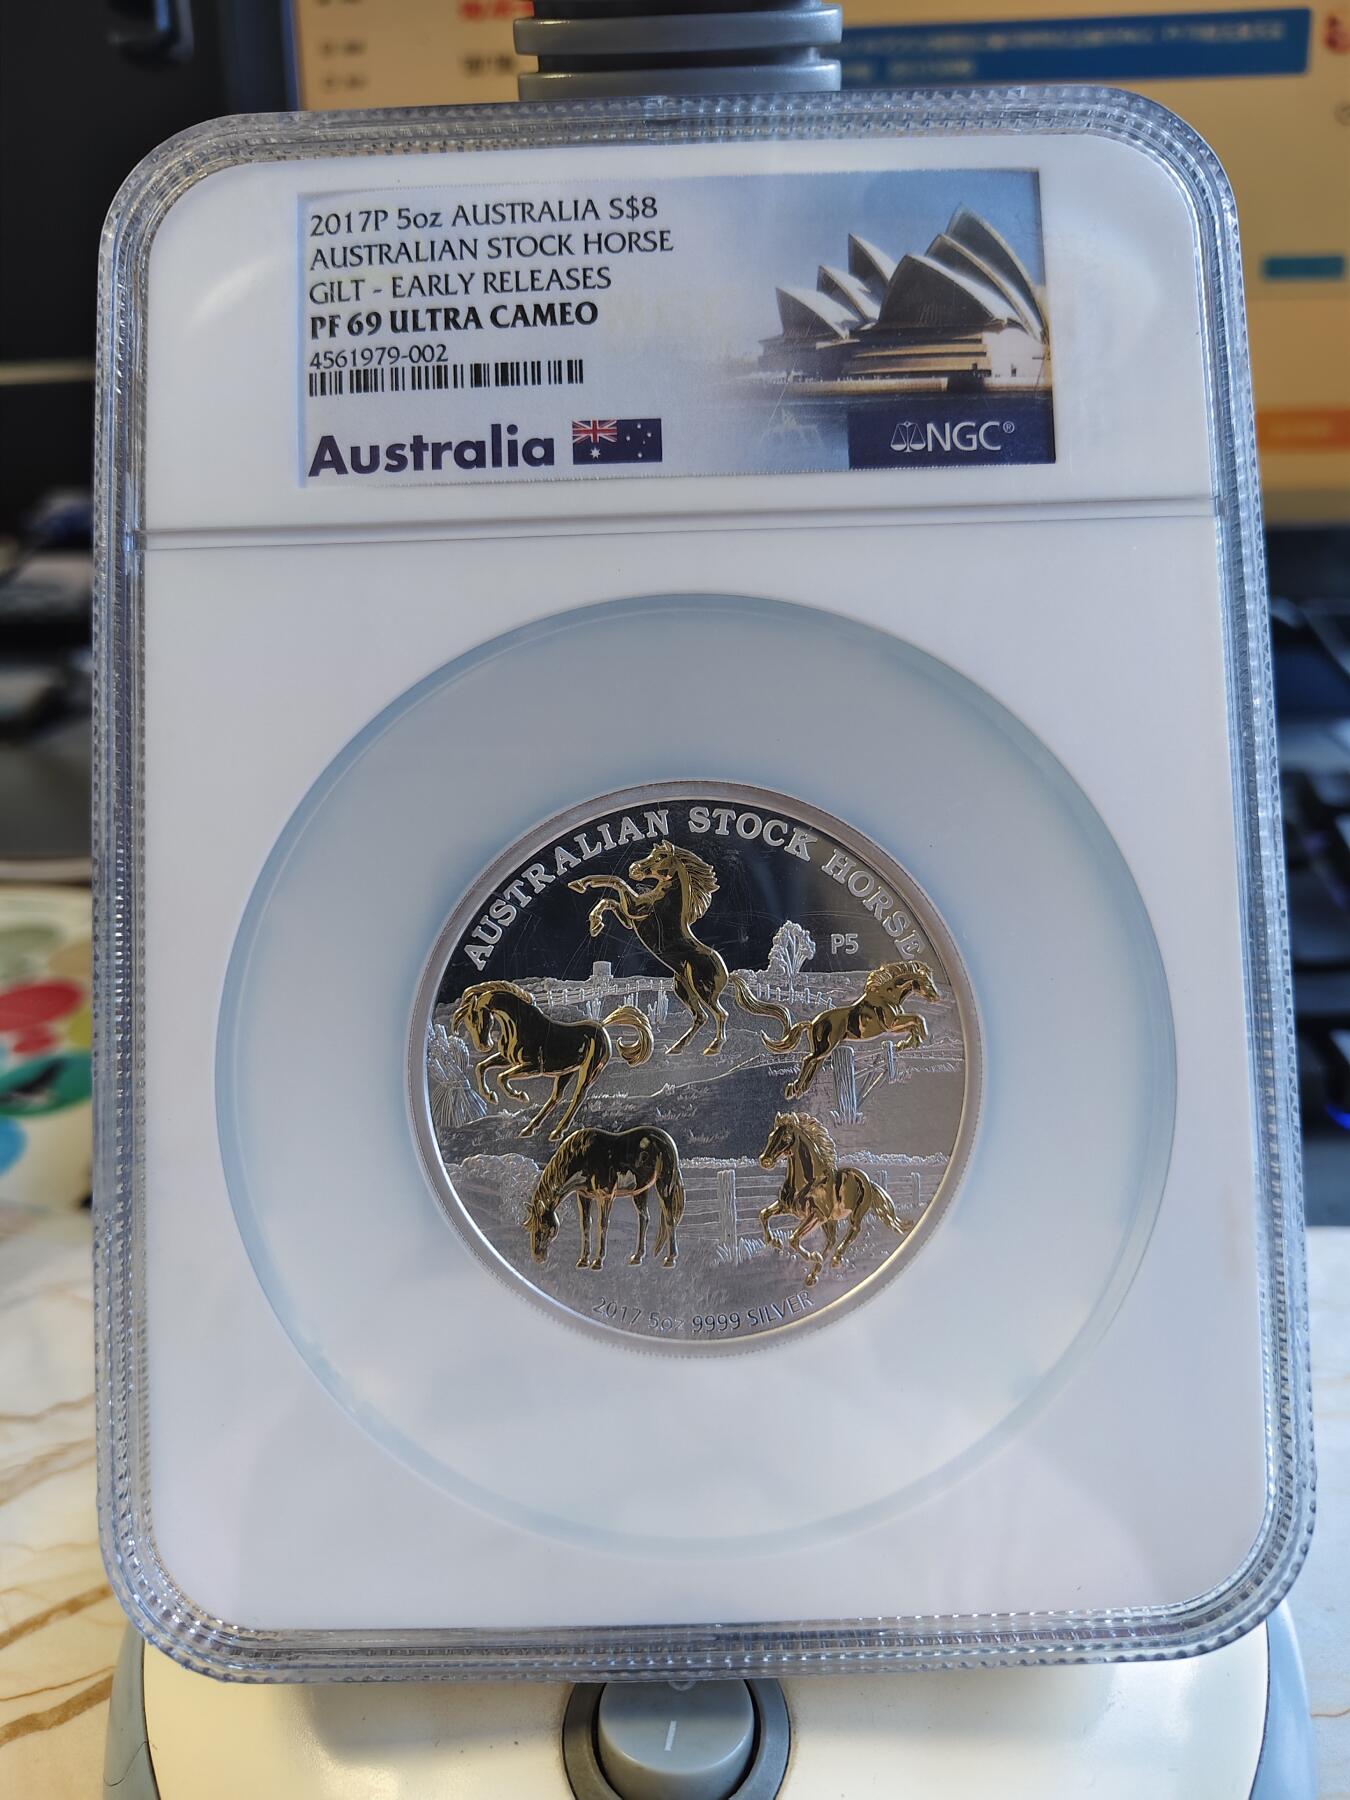 2017P 5oz AUSTRALIA S$8
AUSTRALIAN STOCK HORSE
GILT - EARLY RELEASES
PF 69 ULTRA CAMEO
4561979-002
Australia
NGC®
AUSTRALIAN STOCK HORSE
P5
2017 5oz 9999 SILVER